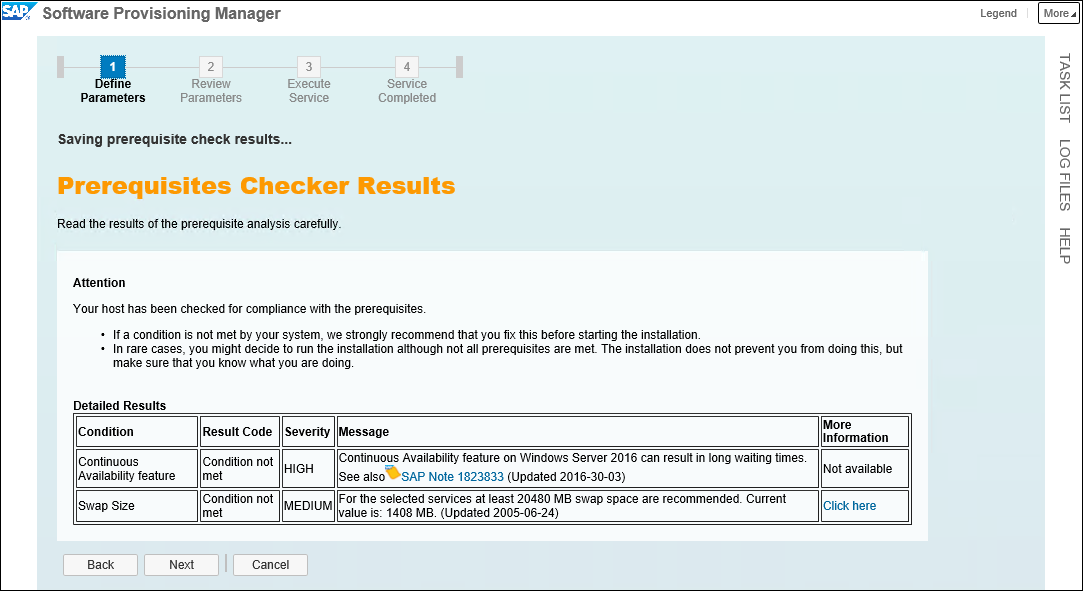 SAP Software Provisioning Manager
Legend
More
1
2
3
4
Define
Parameters
Review
Parameters
Execute
Service
Service
Completed
Saving prerequisite check results...
Prerequisites Checker Results
Read the results of the prerequisite analysis carefully.
Attention
Your host has been checked for compliance with the prerequisites.
• If a condition is not met by your system, we strongly recommend that you fix this before starting the installation.
• In rare cases, you might decide to run the installation although not all prerequisites are met. The installation does not prevent you from doing this, but
make sure that you know what you are doing.
Detailed Results
Condition
Result Code
Severity
Message
More
Information
Continuous
Availability feature
Condition not
met
HIGH
Continuous Availability feature on Windows Server 2016 can result in long waiting times.
See also SAP Note 1823833 (Updated 2016-30-03)
Not available
Swap Size
Condition not
met
MEDIUM
For the selected services at least 20480 MB swap space are recommended. Current
value is: 1408 MB. (Updated 2005-06-24)
Click here
Back
Next
Cancel
TASK LIST
LOG FILES
HELP